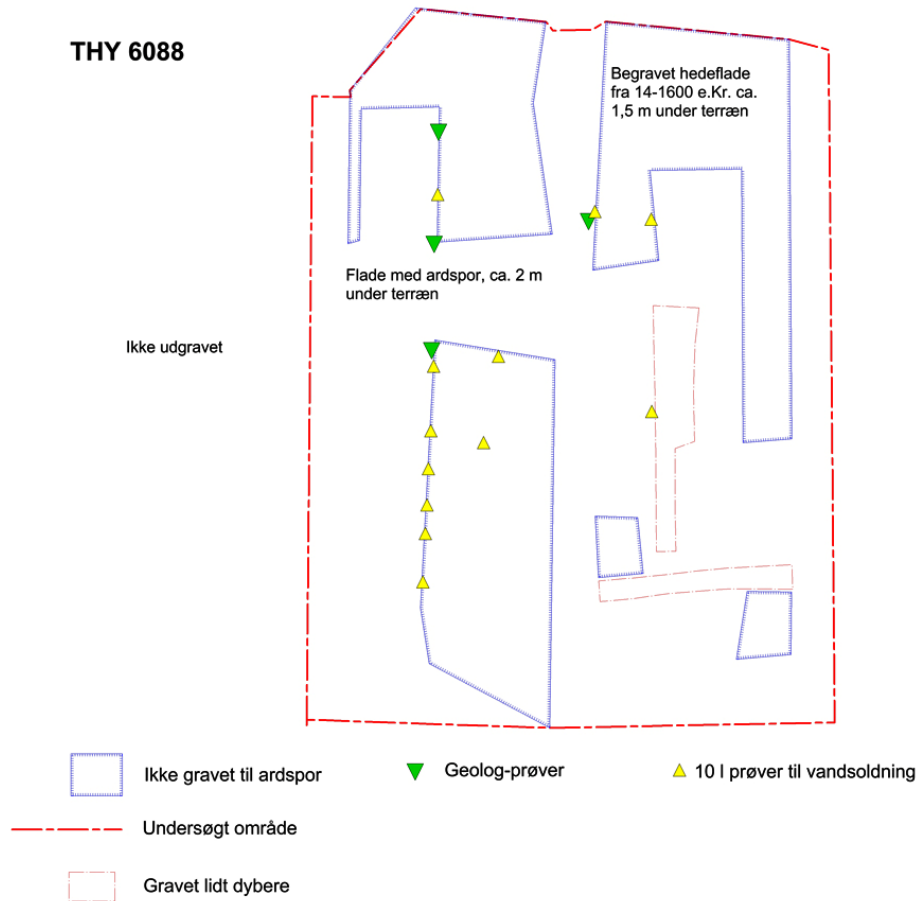 THY 6088
Begravet hedeflade
fra 14-1600 e.Kr. ca.
1,5 m under terræn
Flade med ardspor, ca. 2 m
under terræn
Ikke udgravet
Ikke gravet til ardspor
Geolog-prøver
10 l prøver til vandsoldning
Undersøgt område
Gravet lidt dybere